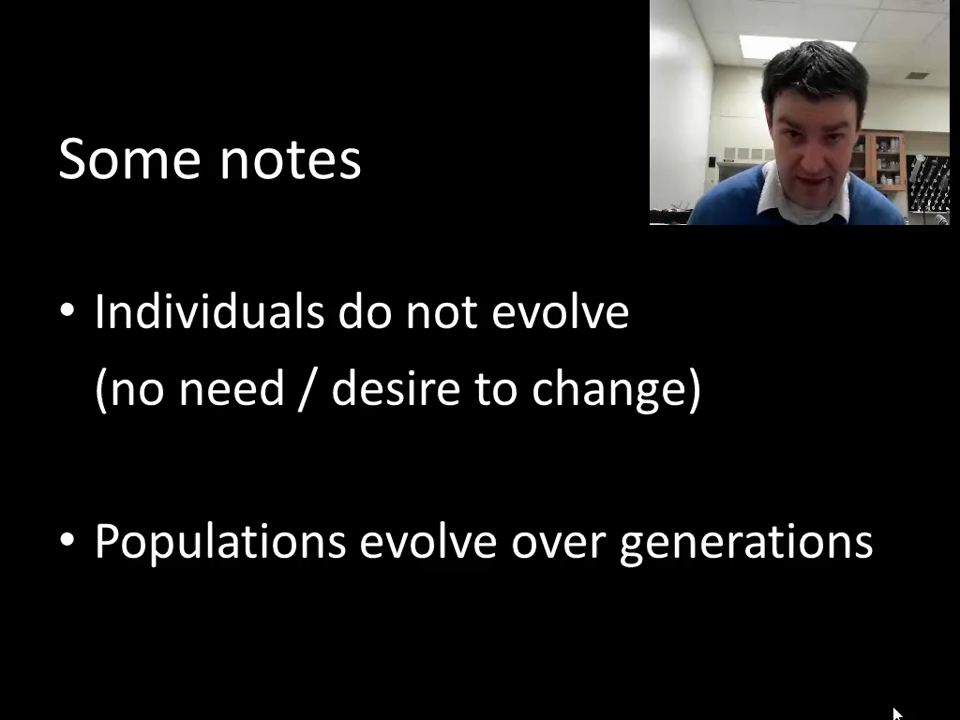 Some notes
• Individuals do not evolve
(no need / desire to change)
• Populations evolve over generations